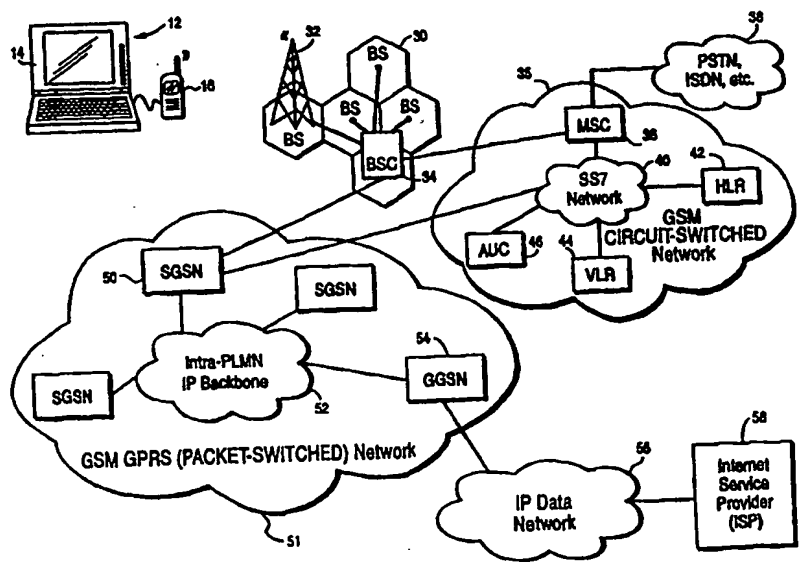 12
14
16
32
BS
30
BS
BS
BS
BSC
34
38
PSTN,
ISDN, etc.
35
MSC
36
40
SS7
Network
42
HLR
GSM
CIRCUIT-SWITCHED
Network
AUC
46
44
VLR
50
SGSN
SGSN
Intra-PLMN
IP Backbone
52
SGSN
54
GGSN
GSM GPRS (PACKET-SWITCHED) Network
51
56
IP Data
Network
58
Internet
Service
Provider
(ISP)